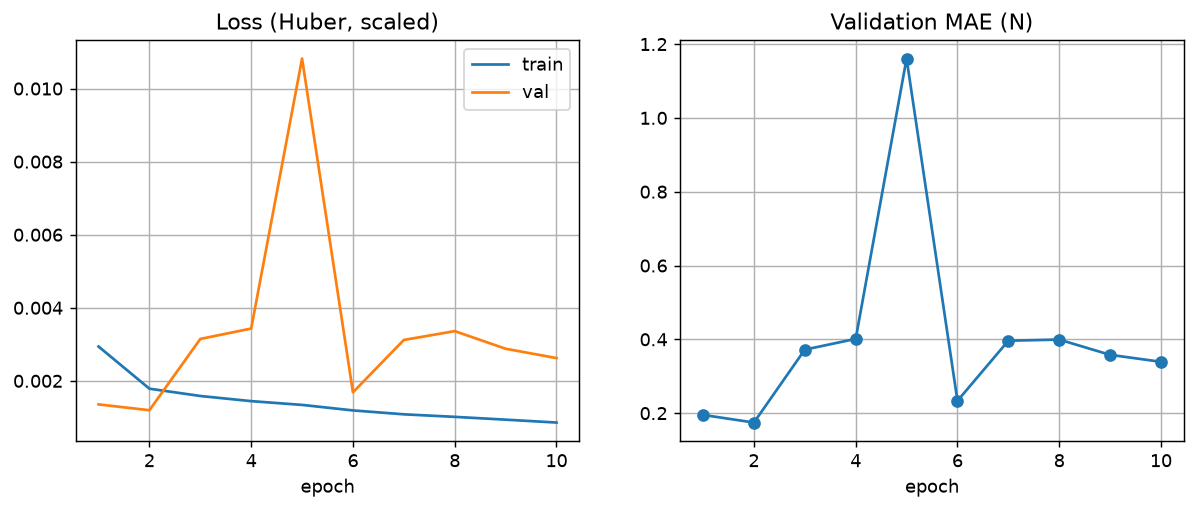 Loss (Huber, scaled)
train
val
0.010
0.008
0.006
0.004
0.002
2 4 6 8 10
epoch
Validation MAE (N)
1.2
1.0
0.8
0.6
0.4
0.2
2 4 6 8 10
epoch